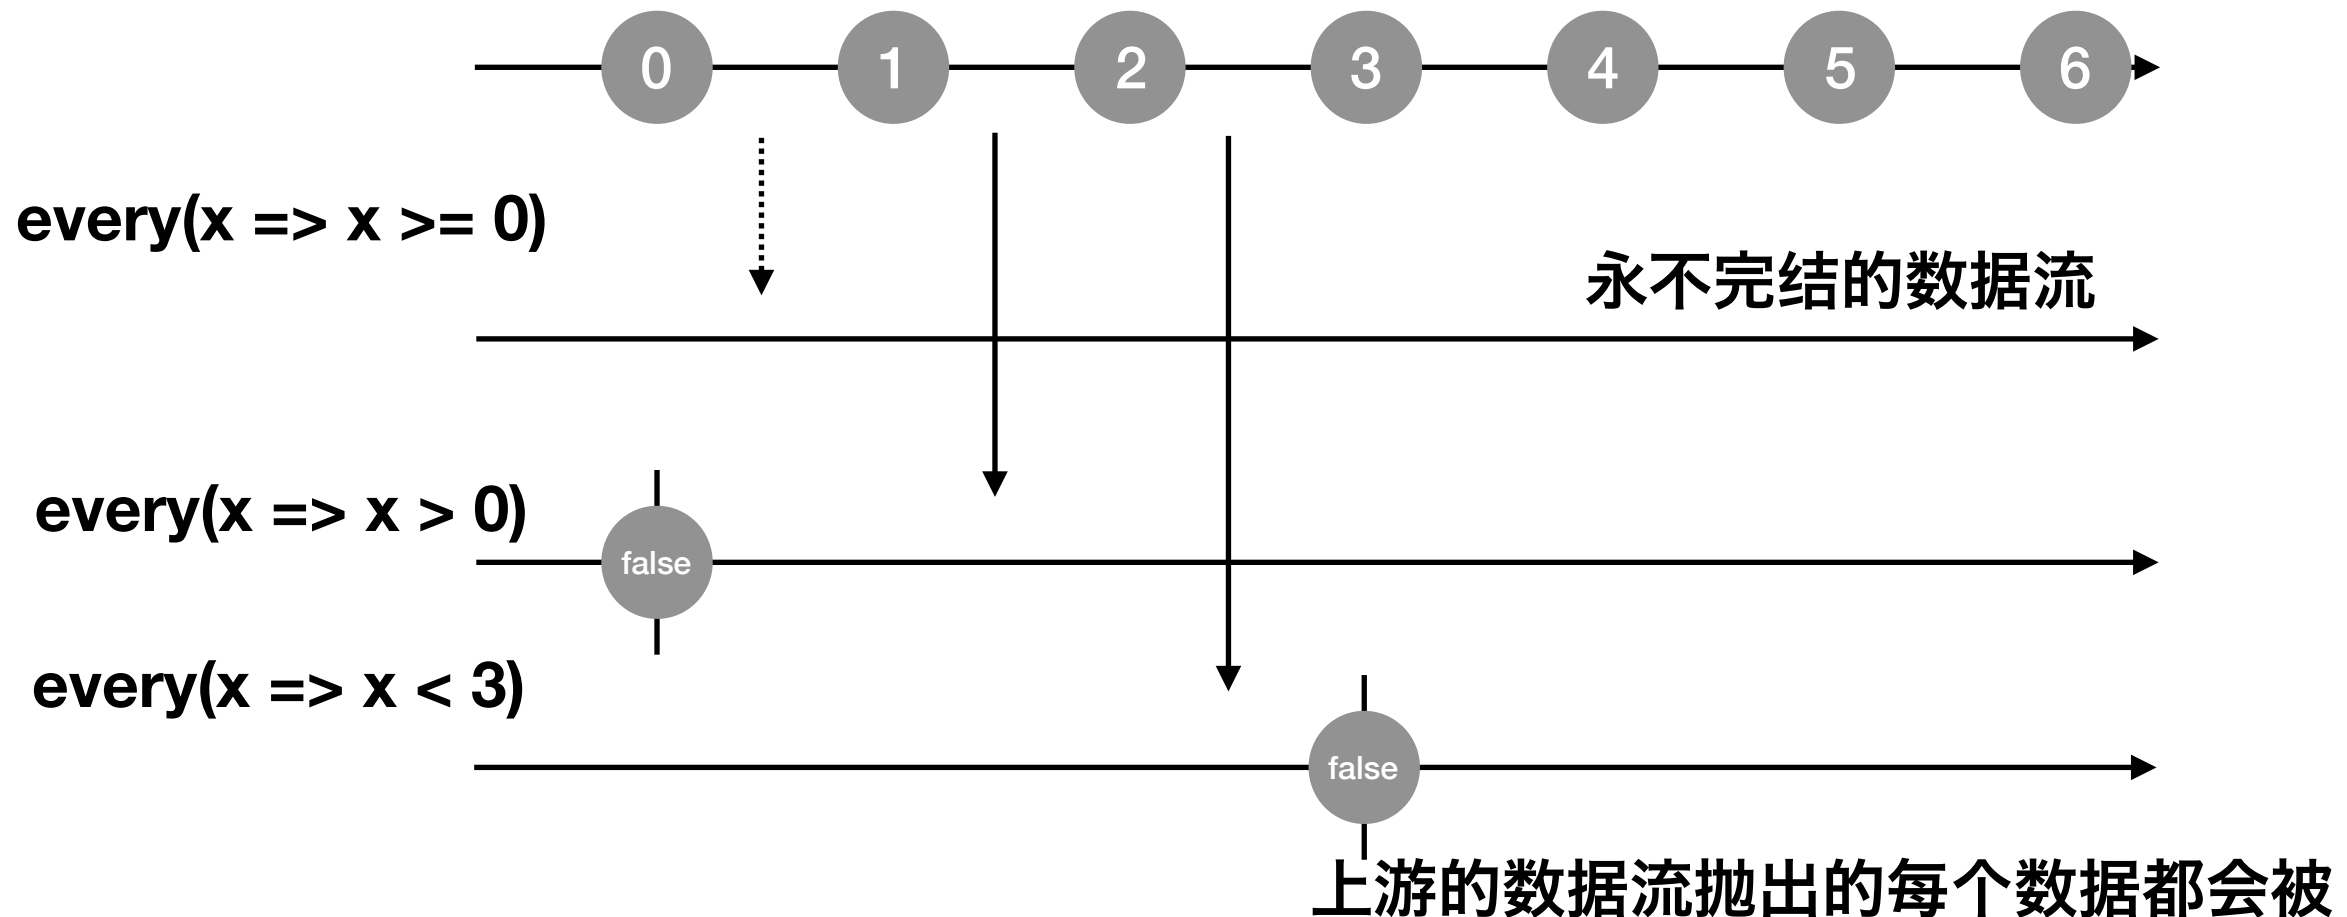 0 1 2 3 4 5 6
every(x => x >= 0)
永不完结的数据流
every(x => x > 0)
false
every(x => x < 3)
false
上游的数据流抛出的每个数据都会被